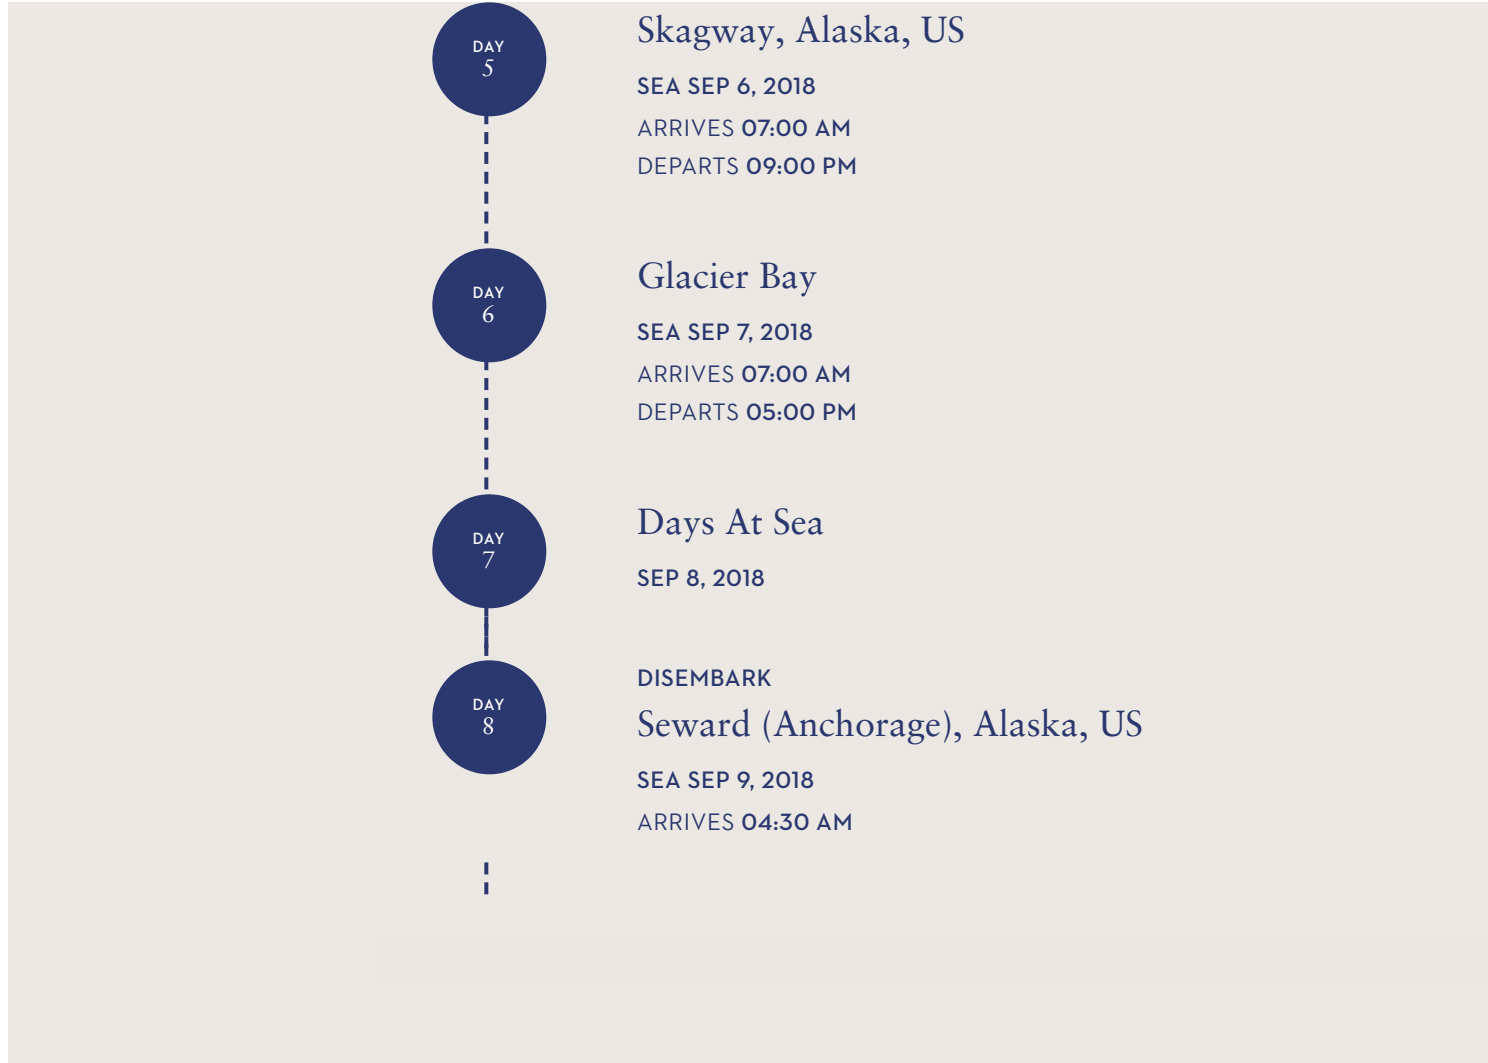 DAY
5
Skagway, Alaska, US
SEA SEP 6, 2018
ARRIVES 07:00 AM
DEPARTS 09:00 PM
DAY
6
Glacier Bay
SEA SEP 7, 2018
ARRIVES 07:00 AM
DEPARTS 05:00 PM
DAY
7
Days At Sea
SEP 8, 2018
DAY
8
DISEMBARK
Seward (Anchorage), Alaska, US
SEA SEP 9, 2018
ARRIVES 04:30 AM